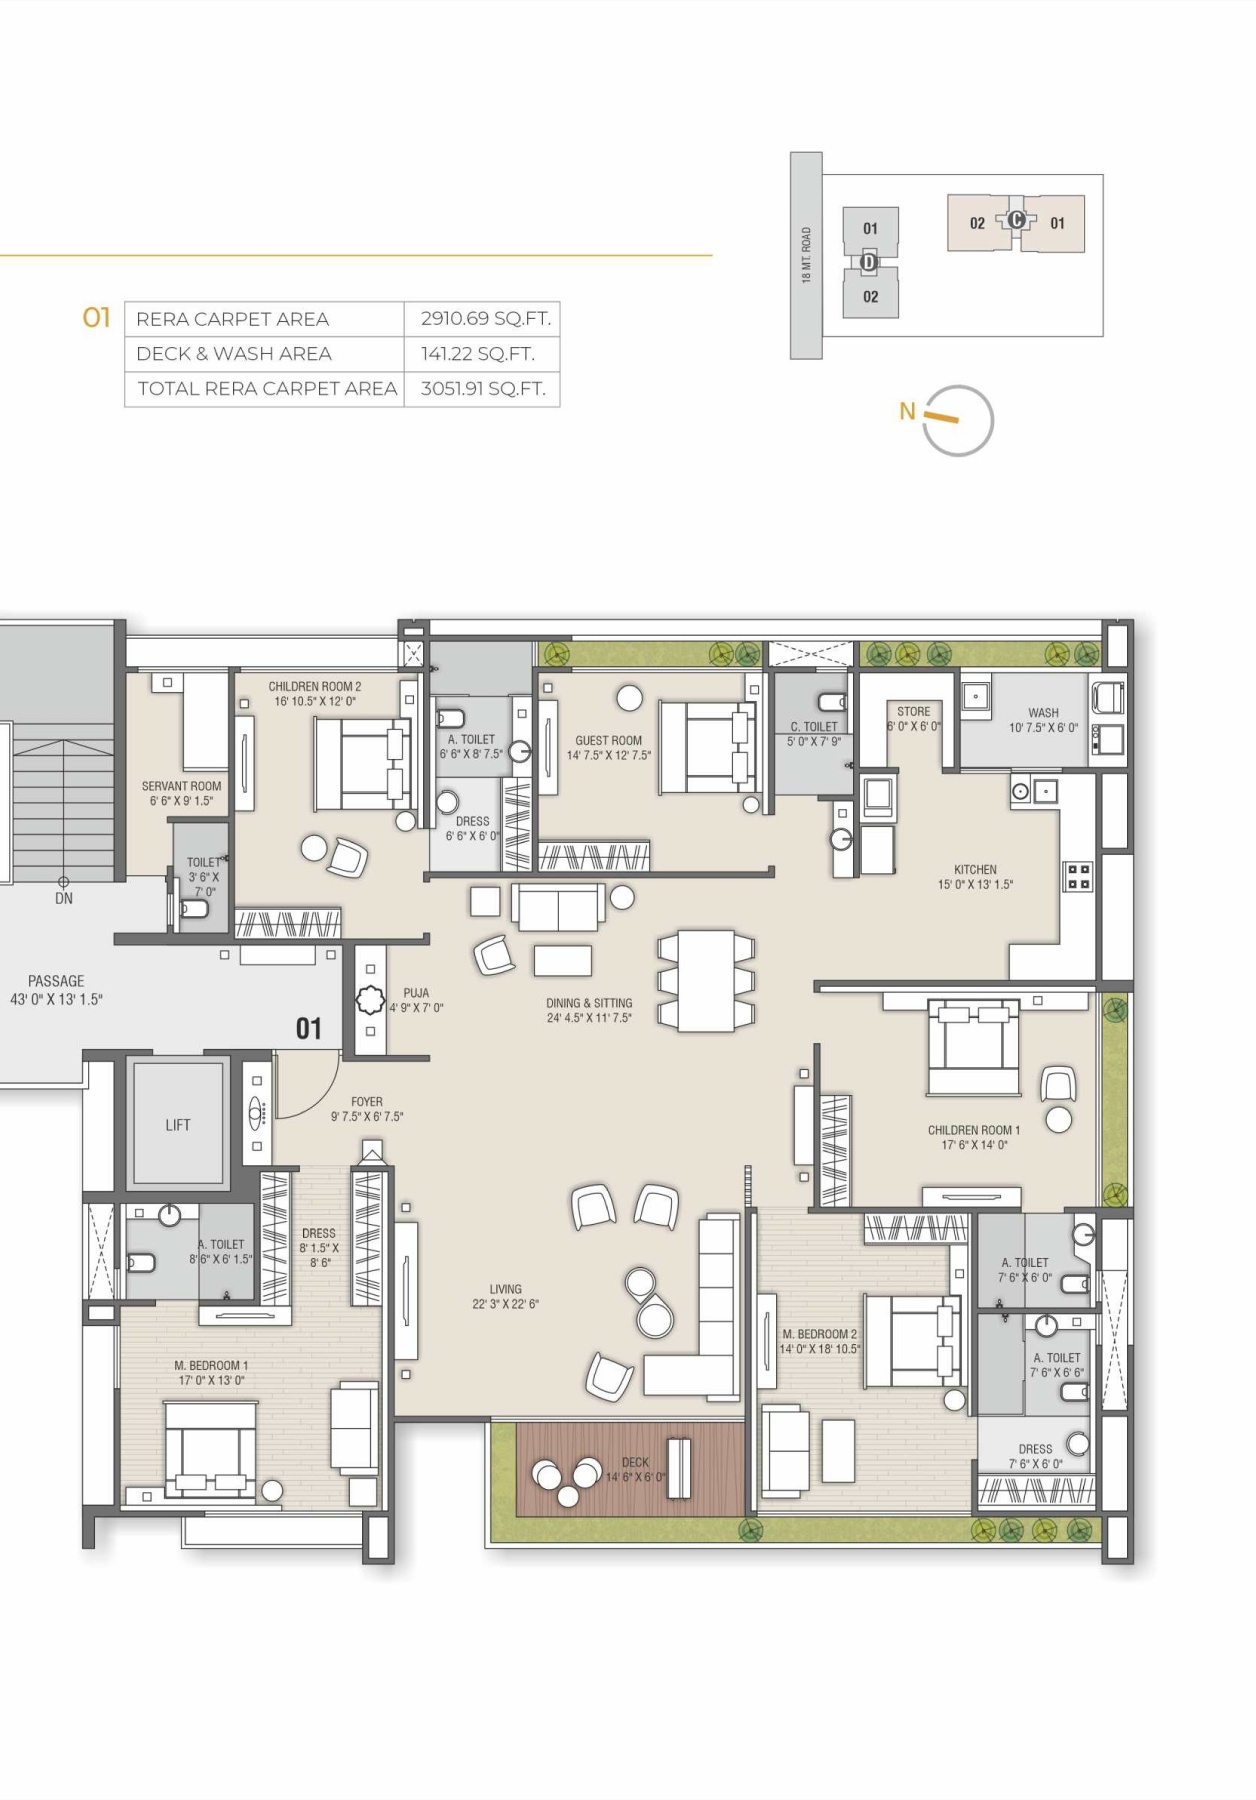 18 MT. ROAD
01
D
02
02
C
01
N
01
RERA CARPET AREA 2910.69 SQ.FT.
DECK & WASH AREA 141.22 SQ.FT.
TOTAL RERA CARPET AREA 3051.91 SQ.FT.
CHILDREN ROOM 2
16' 10.5" X 12' 0"
A. TOILET
6' 6" X 8' 7.5"
GUEST ROOM
14' 7.5" X 12' 7.5"
C. TOILET
5' 0" X 7' 9"
STORE
6' 0" X 6' 0"
WASH
10' 7.5" X 6' 0"
SERVANT ROOM
6' 6" X 9' 1.5"
DRESS
6' 6" X 6' 0"
TOILET
3' 6" X
7' 0"
KITCHEN
15' 0" X 13' 1.5"
DN
PASSAGE
43' 0" X 13' 1.5"
01
PUJA
4' 9" X 7' 0"
DINING & SITTING
24' 4.5" X 11' 7.5"
LIFT
FOYER
9' 7.5" X 6' 7.5"
CHILDREN ROOM 1
17' 6" X 14' 0"
A. TOILET
8' 6" X 6' 1.5"
DRESS
8' 1.5" X
8' 6"
LIVING
22' 3" X 22' 6"
A. TOILET
7' 6" X 6' 0"
M. BEDROOM 2
14' 0" X 18' 10.5"
M. BEDROOM 1
17' 0" X 13' 0"
A. TOILET
7' 6" X 6' 6"
DECK
14' 6" X 6' 0"
DRESS
7' 6" X 6' 0"